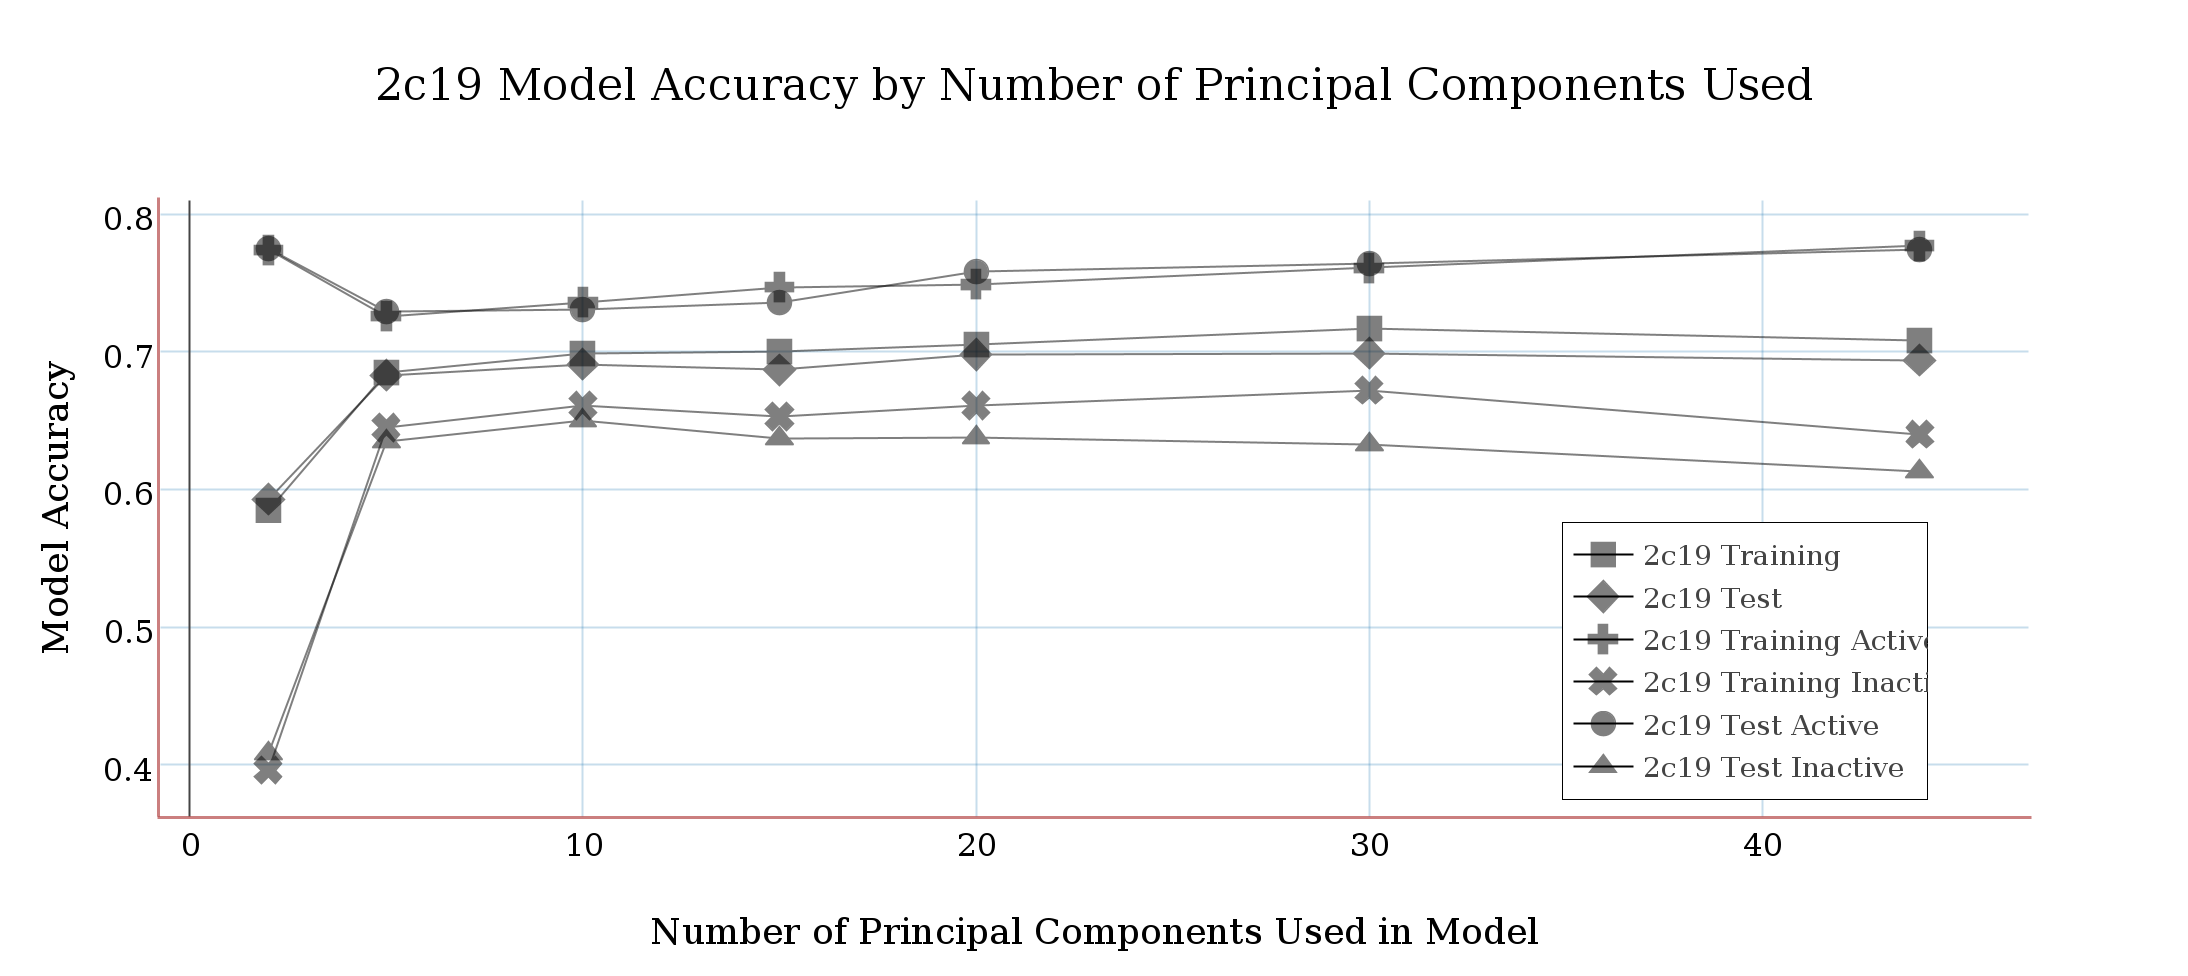 2c19 Model Accuracy by Number of Principal Components Used
0.8
0.7
0.6
0.5
0.4
Model Accuracy
0
10
20
30
40
Number of Principal Components Used in Model
2c19 Training
2c19 Test
2c19 Training Active
2c19 Training Inacti
2c19 Test Active
2c19 Test Inactive